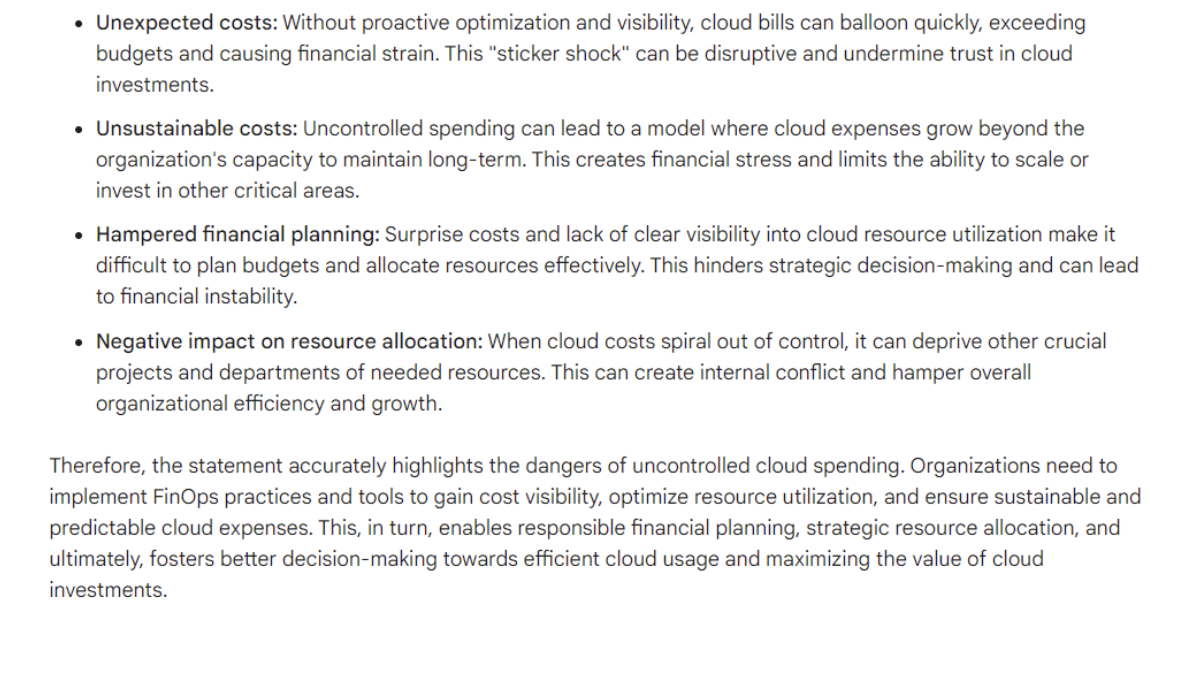 • Unexpected costs: Without proactive optimization and visibility, cloud bills can balloon quickly, exceeding
budgets and causing financial strain. This "sticker shock" can be disruptive and undermine trust in cloud
investments.
• Unsustainable costs: Uncontrolled spending can lead to a model where cloud expenses grow beyond the
organization's capacity to maintain long-term. This creates financial stress and limits the ability to scale or
invest in other critical areas.
• Hampered financial planning: Surprise costs and lack of clear visibility into cloud resource utilization make it
difficult to plan budgets and allocate resources effectively. This hinders strategic decision-making and can lead
to financial instability.
• Negative impact on resource allocation: When cloud costs spiral out of control, it can deprive other crucial
projects and departments of needed resources. This can create internal conflict and hamper overall
organizational efficiency and growth.
Therefore, the statement accurately highlights the dangers of uncontrolled cloud spending. Organizations need to
implement FinOps practices and tools to gain cost visibility, optimize resource utilization, and ensure sustainable and
predictable cloud expenses. This, in turn, enables responsible financial planning, strategic resource allocation, and
ultimately, fosters better decision-making towards efficient cloud usage and maximizing the value of cloud
investments.